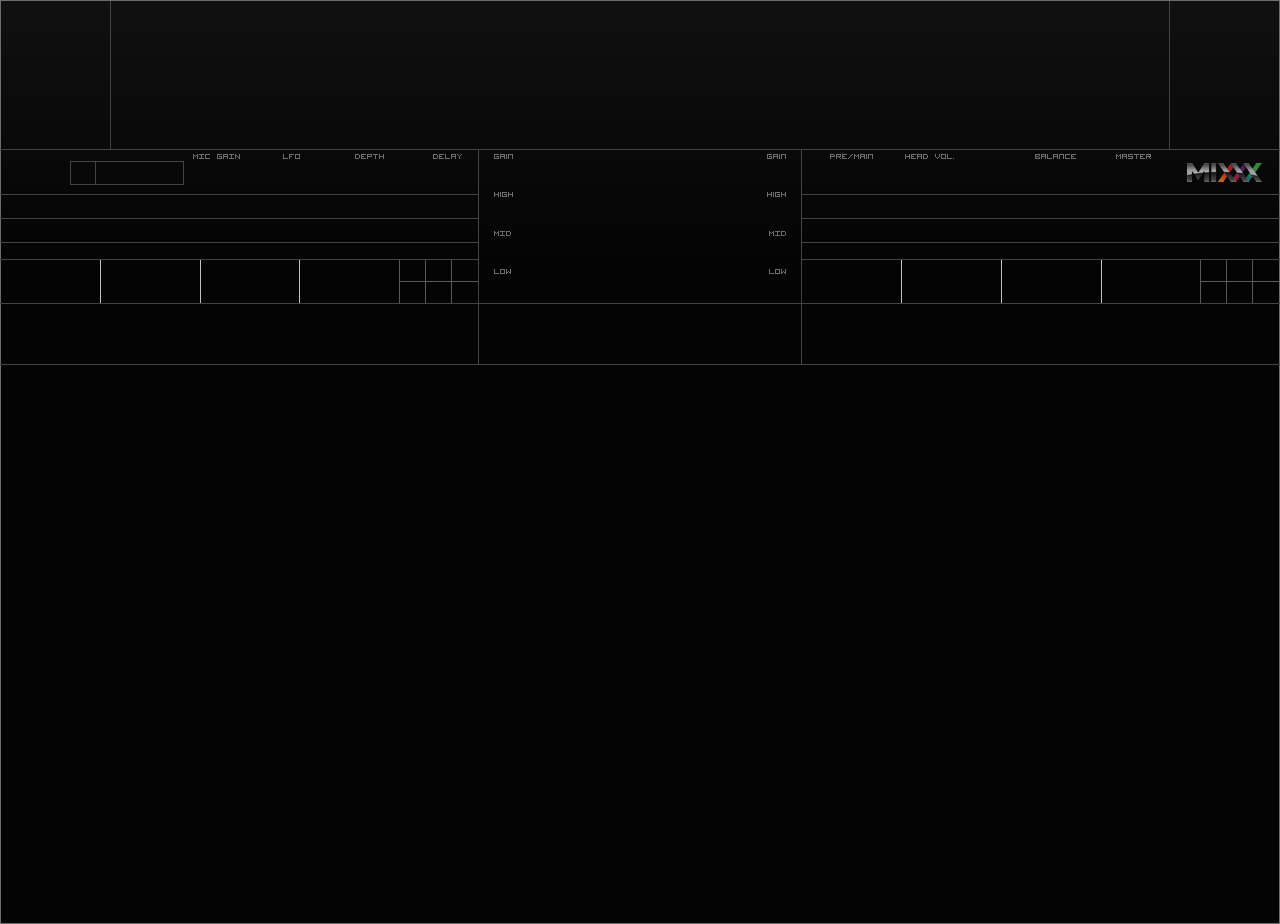 MIC GAIN LFO DEPTH DELAY GAIN GAIN PRE/MAIN HEAD VOL. BALANCE MASTER
MIXXX
HIGH HIGH
MID MID
LOW LOW